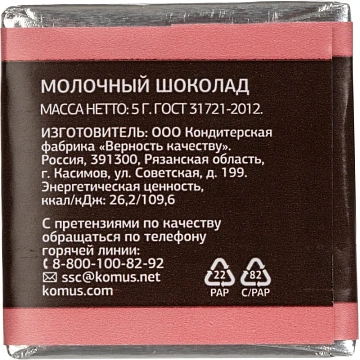 МОЛОЧНЫЙ ШОКОЛАД
МАССА НЕТТО: 5 Г. ГОСТ 31721-2012.
ИЗГОТОВИТЕЛЬ: ООО Кондитерская
фабрика «Верность качеству».
Россия, 391300, Рязанская область,
г. Касимов, ул. Советская, д. 199.
Энергетическая ценность,
ккал/кДж: 26,2/109,6
С претензиями по качеству
обращаться по телефону
горячей линии:
8-800-100-82-92
ssc@komus.net
komus.com
22
PAP
82
C/PAP